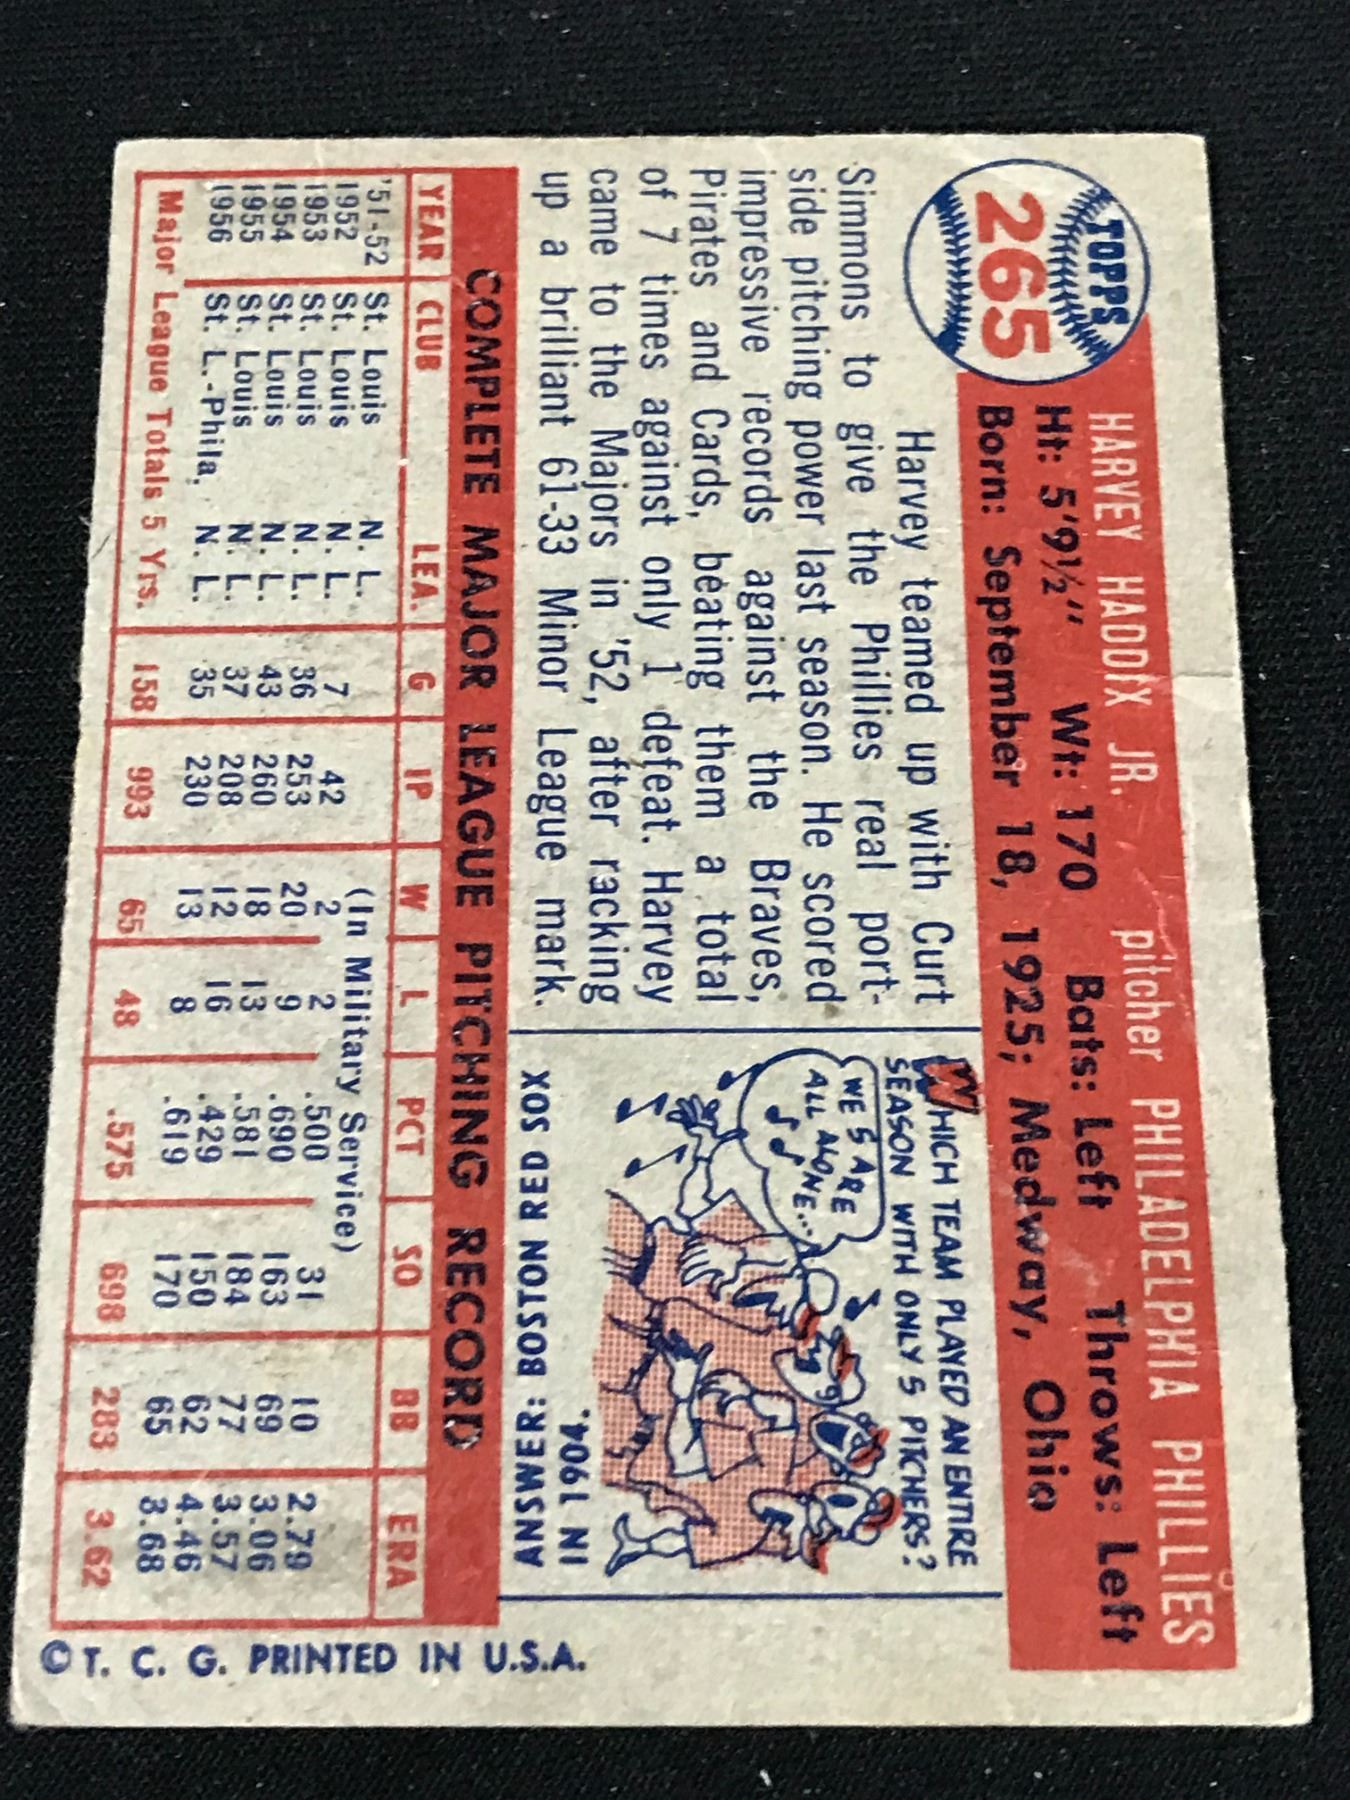 TOPPS
265
HARVEY HADDIX JR. pitcher PHILADELPHIA PHILLIES
Ht: 5'9½" Wt: 170 Bats: Left Throws: Left
Born: September 18, 1925; Medway, Ohio
Harvey teamed up with Curt
Simmons to give the Phillies real port-
side pitching power last season. He scored
impressive records against the Braves,
Pirates and Cards, beating them a total
of 7 times against only 1 defeat. Harvey
came to the Majors in '52, after racking
up a brilliant 61-33 Minor League mark.
WHICH TEAM PLAYED AN ENTIRE
SEASON WITH ONLY 5 PITCHERS?
WE 5 ARE
ALL ALONE...
ANSWER: BOSTON RED SOX
IN 1904.
COMPLETE MAJOR LEAGUE PITCHING RECORD
YEAR CLUB LEA. G IP W L PCT SO BB ERA
'51-52 St. Louis N. L. (In Military Service)
1952 St. Louis N. L. 7 42 2 2 .500 31 10 2.79
1953 St. Louis N. L. 36 253 20 9 .690 163 69 3.06
1954 St. Louis N. L. 43 260 18 13 .581 184 77 3.57
1955 St. Louis N. L. 37 208 12 16 .429 150 62 4.46
1956 St. L.-Phila. N. L. 35 230 13 8 .619 170 65 3.68
Major League Totals 5 Yrs. 158 993 65 48 .575 698 283 3.62
© T. C. G. PRINTED IN U.S.A.